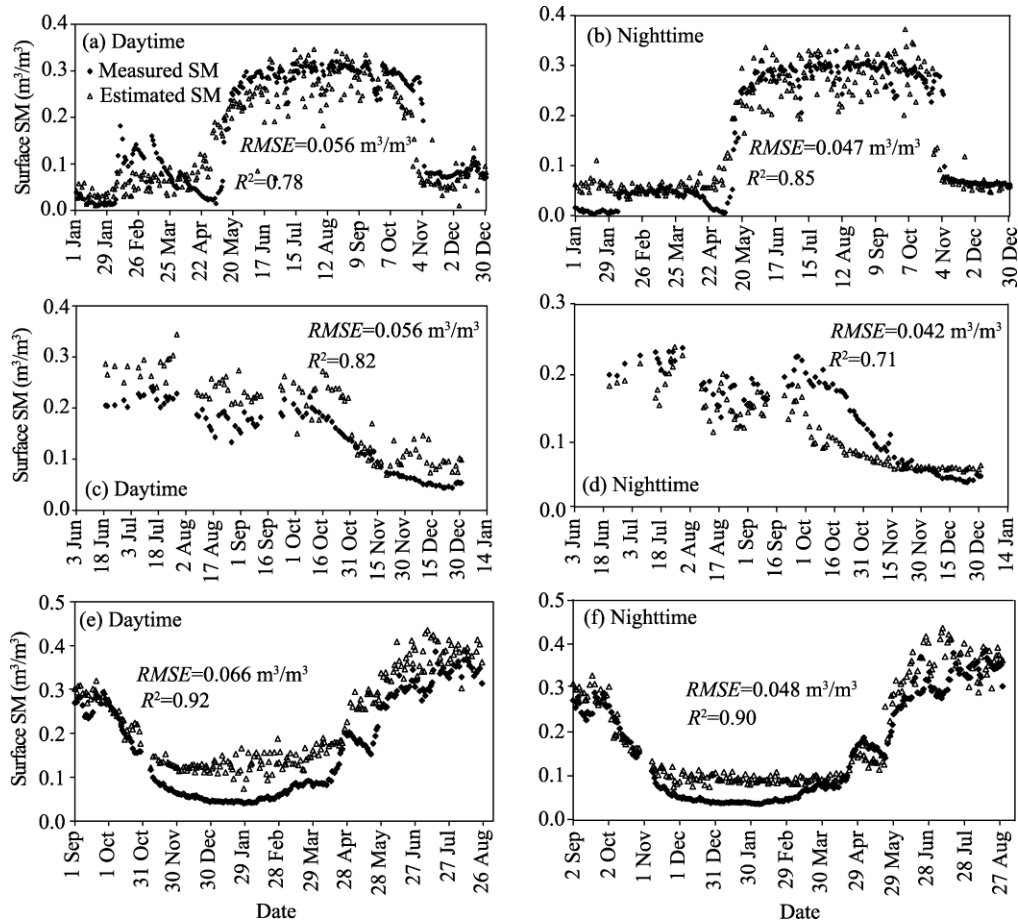 0.4
0.3
0.2
0.1
0.0
Surface SM (m³/m³)
(a) Daytime
Measured SM
Estimated SM
RMSE=0.056 m³/m³
R²=0.78
1 Jan
29 Jan
26 Feb
25 Mar
22 Apr
20 May
17 Jun
15 Jul
12 Aug
9 Sep
7 Oct
4 Nov
2 Dec
30 Dec
0.4
0.3
0.2
0.1
0.0
(b) Nighttime
RMSE=0.047 m³/m³
R²=0.85
1 Jan
29 Jan
26 Feb
25 Mar
22 Apr
20 May
17 Jun
15 Jul
12 Aug
9 Sep
7 Oct
4 Nov
2 Dec
30 Dec
0.4
0.3
0.2
0.1
0.0
Surface SM (m³/m³)
RMSE=0.056 m³/m³
R²=0.82
(c) Daytime
3 Jun
18 Jun
3 Jul
18 Jul
2 Aug
17 Aug
1 Sep
16 Sep
1 Oct
16 Oct
31 Oct
15 Nov
30 Nov
15 Dec
30 Dec
14 Jan
0.3
0.2
0.1
0.0
RMSE=0.042 m³/m³
R²=0.71
(d) Nighttime
3 Jun
18 Jun
3 Jul
18 Jul
2 Aug
17 Aug
1 Sep
16 Sep
1 Oct
16 Oct
31 Oct
15 Nov
30 Nov
15 Dec
30 Dec
14 Jan
0.5
0.4
0.3
0.2
0.1
0.0
Surface SM (m³/m³)
(e) Daytime
RMSE=0.066 m³/m³
R²=0.92
1 Sep
1 Oct
31 Oct
30 Nov
30 Dec
29 Jan
28 Feb
29 Mar
28 Apr
28 May
27 Jun
27 Jul
26 Aug
Date
0.5
0.4
0.3
0.2
0.1
0.0
(f) Nighttime
RMSE=0.048 m³/m³
R²=0.90
2 Sep
2 Oct
1 Nov
1 Dec
31 Dec
30 Jan
28 Feb
30 Mar
29 Apr
29 May
28 Jun
28 Jul
27 Aug
Date